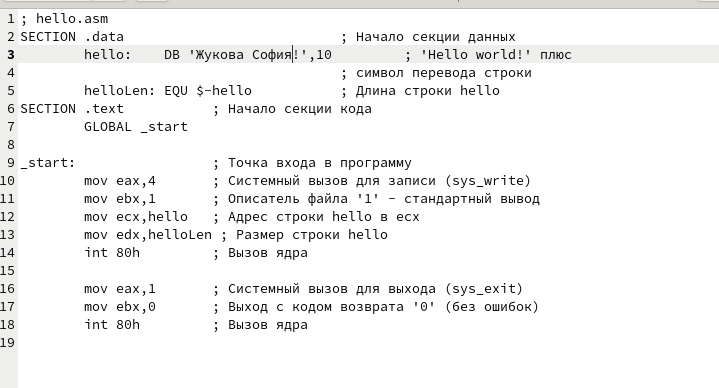 1 ; hello.asm
2 SECTION .data ; Начало секции данных
3 hello: DB 'Жукова София!',10 ; 'Hello world!' плюс
4 ; символ перевода строки
5 helloLen: EQU $-hello ; Длина строки hello
6 SECTION .text ; Начало секции кода
7 GLOBAL _start
8
9 _start: ; Точка входа в программу
10 mov eax,4 ; Системный вызов для записи (sys_write)
11 mov ebx,1 ; Описатель файла '1' - стандартный вывод
12 mov ecx,hello ; Адрес строки hello в ecx
13 mov edx,helloLen ; Размер строки hello
14 int 80h ; Вызов ядра
15
16 mov eax,1 ; Системный вызов для выхода (sys_exit)
17 mov ebx,0 ; Выход с кодом возврата '0' (без ошибок)
18 int 80h ; Вызов ядра
19